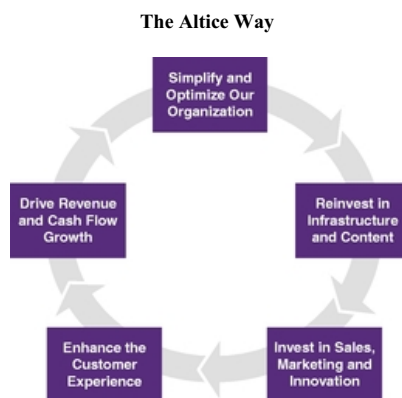 The Altice Way
Simplify and
Optimize Our
Organization
Reinvest in
Infrastructure
and Content
Invest in Sales,
Marketing and
Innovation
Enhance the
Customer
Experience
Drive Revenue
and Cash Flow
Growth